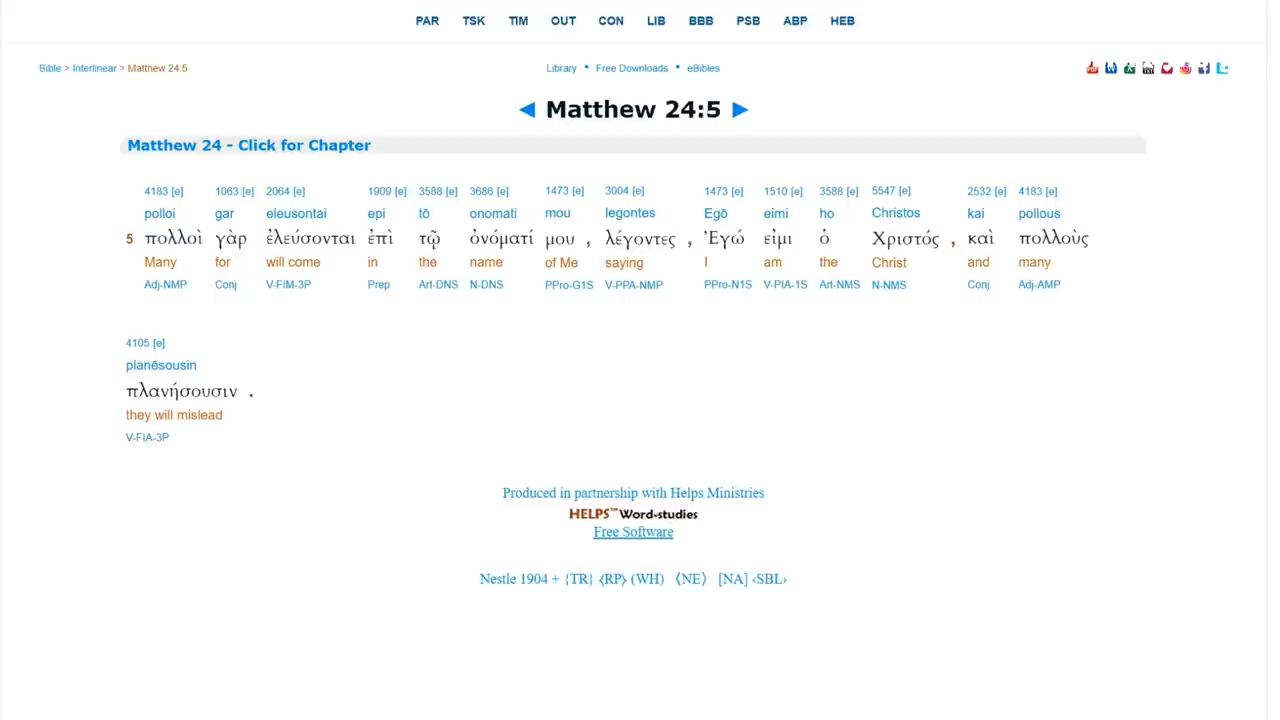 PAR TSK TIM OUT CON LIB BBB PSB ABP HEB
Bible > Interlinear > Matthew 24:5
Library • Free Downloads • eBibles
◄ Matthew 24:5 ►
Matthew 24 - Click for Chapter
4183 [e] 1063 [e] 2064 [e] 1909 [e] 3588 [e] 3686 [e] 1473 [e] 3004 [e] 1473 [e] 1510 [e] 3588 [e] 5547 [e] 2532 [e] 4183 [e]
polloi gar eleusontai epi tō onomati mou legontes Egō eimi ho Christos kai pollous
5 πολλοὶ γὰρ ἐλεύσονται ἐπὶ τῷ ὀνόματί μου , λέγοντες , Ἐγώ εἰμι ὁ Χριστός , καὶ πολλοὺς
Many for will come in the name of Me saying I am the Christ and many
Adj-NMP Conj V-FIM-3P Prep Art-DNS N-DNS PPro-G1S V-PPA-NMP PPro-N1S V-PIA-1S Art-NMS N-NMS Conj Adj-AMP
4105 [e]
planēsousin
πλανήσουσιν .
they will mislead
V-FIA-3P
Produced in partnership with Helps Ministries
HELPS™ Word-studies
Free Software
Nestle 1904 + {TR} ⧼RP⧽ (WH) 〈NE〉 [NA] ‹SBL›